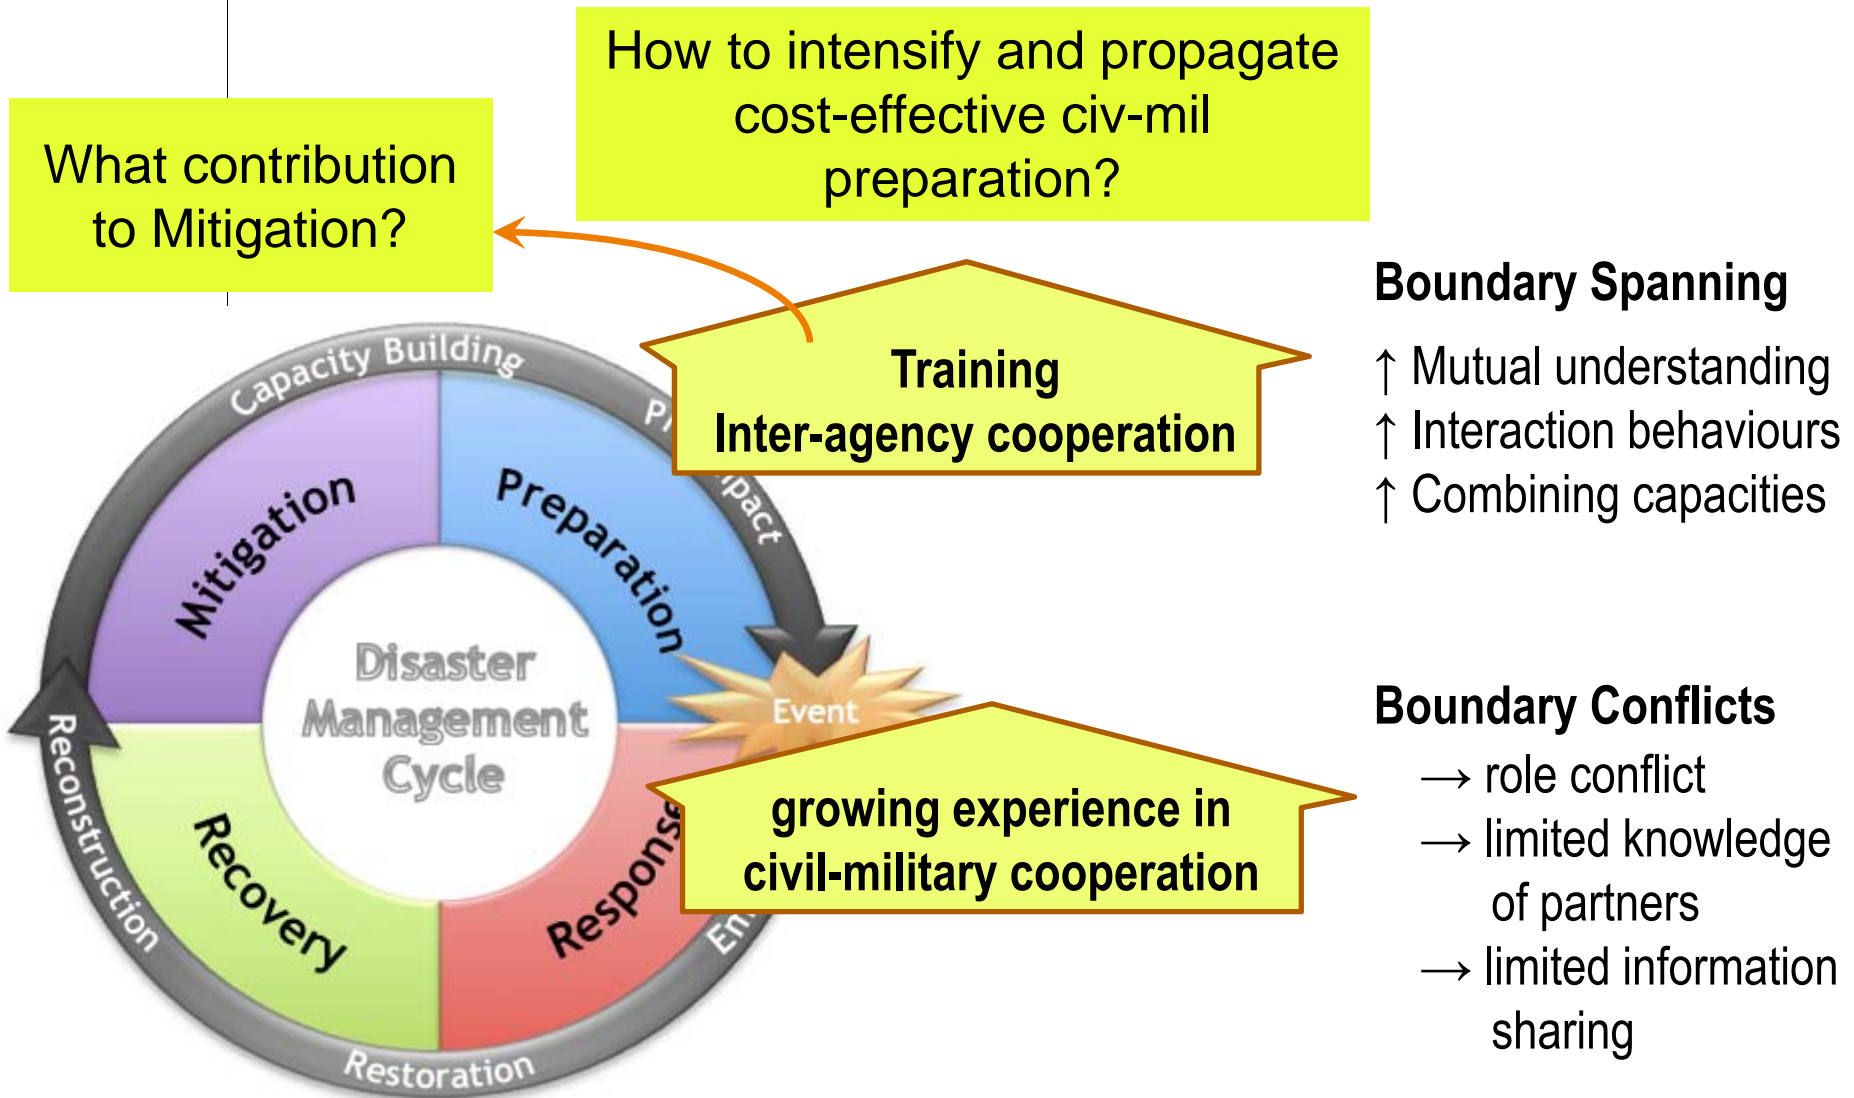 How to intensify and propagate
cost-effective civ-mil
preparation?
What contribution
to Mitigation?
Training
Inter-agency cooperation
Boundary Spanning
↑ Mutual understanding
↑ Interaction behaviours
↑ Combining capacities
Capacity Building
Mitigation
Preparation
Disaster
Management
Cycle
Event
Reconstruction
Recovery
Response
Restoration
growing experience in
civil-military cooperation
Boundary Conflicts
→ role conflict
→ limited knowledge
of partners
→ limited information
sharing